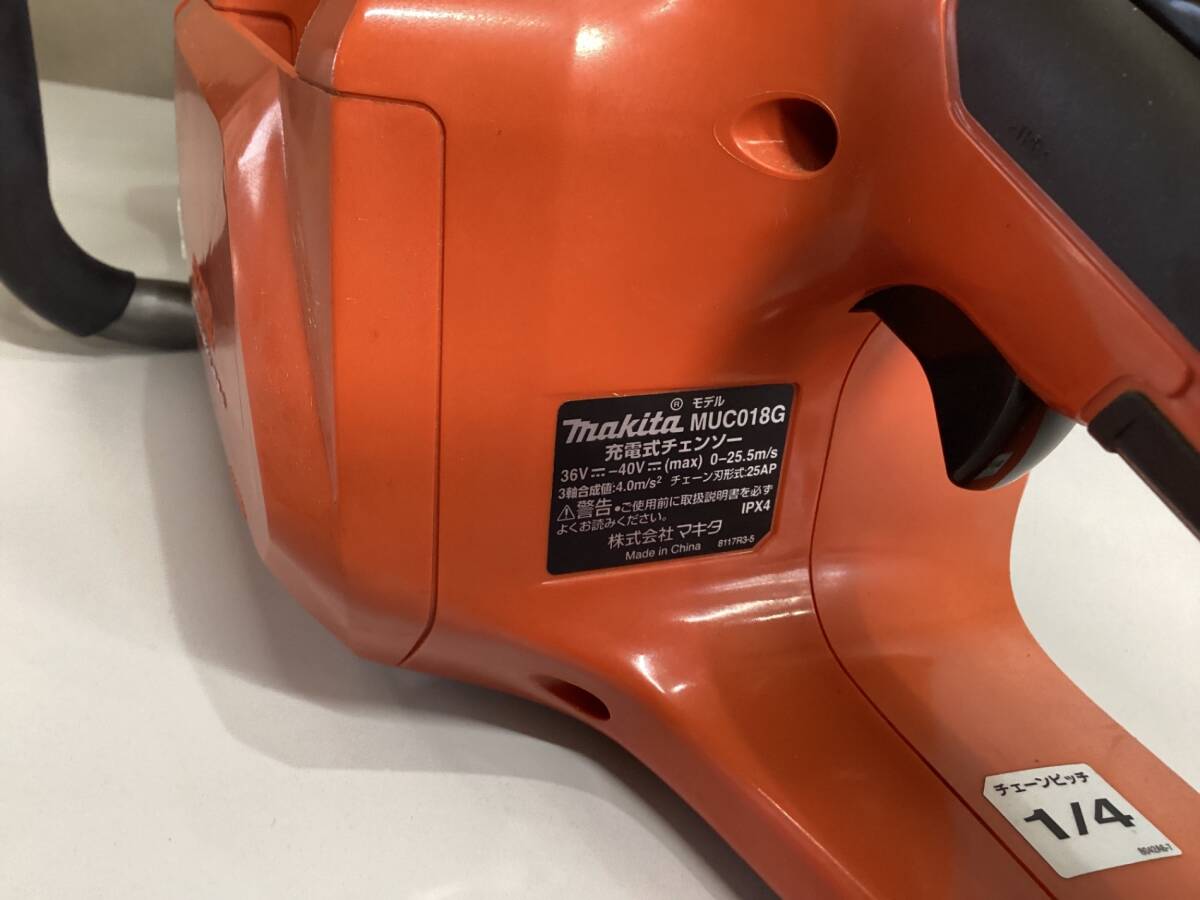 makita® モデル MUC018G
充電式チェンソー
36V⎓-40V⎓(max) 0-25.5m/s
3軸合成値:4.0m/s² チェーン刃形式:25AP
⚠警告・ご使用前に取扱説明書を必ず
よくお読みください。 IPX4
株式会社 マキタ
Made in China 8117R3-5
チェーンピッチ
1/4